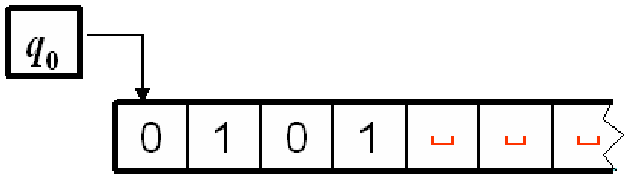 q₀
0 1 0 1 ␣ ␣ ␣